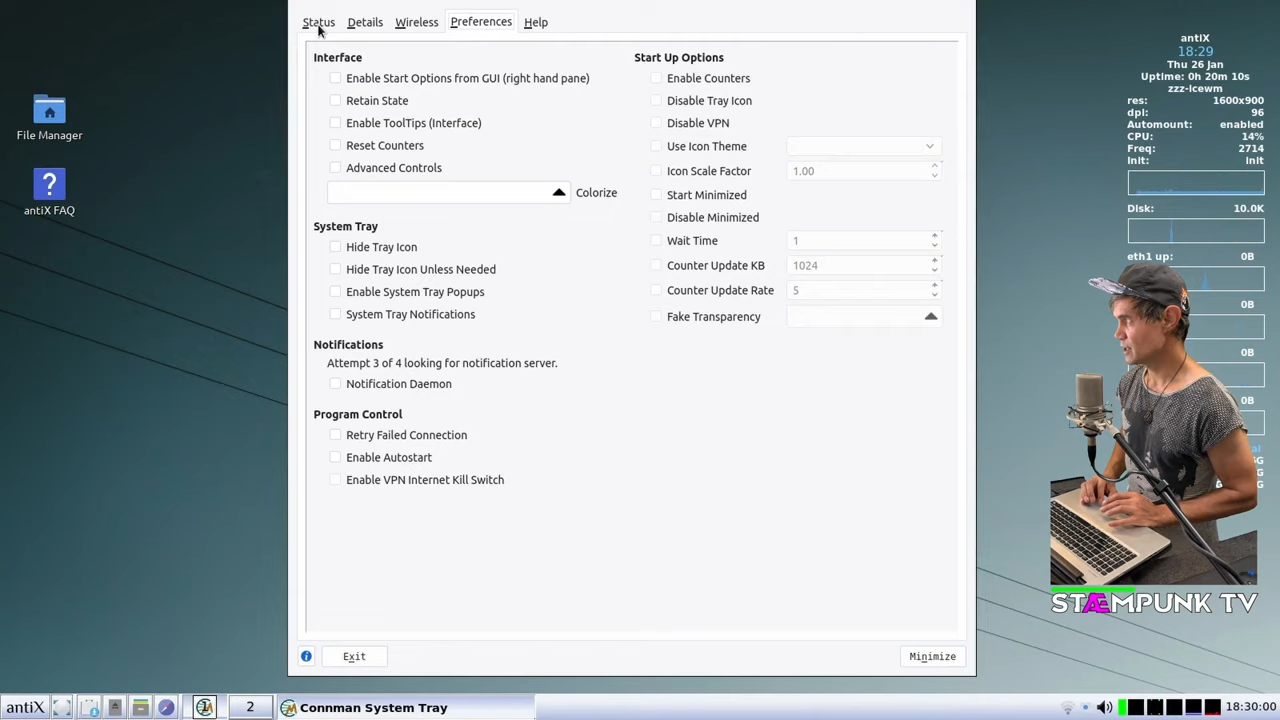 Status Details Wireless Preferences Help
Interface
Enable Start Options from GUI (right hand pane)
Retain State
Enable ToolTips (Interface)
Reset Counters
Advanced Controls
Colorize
System Tray
Hide Tray Icon
Hide Tray Icon Unless Needed
Enable System Tray Popups
System Tray Notifications
Notifications
Attempt 3 of 4 looking for notification server.
Notification Daemon
Program Control
Retry Failed Connection
Enable Autostart
Enable VPN Internet Kill Switch
Start Up Options
Enable Counters
Disable Tray Icon
Disable VPN
Use Icon Theme
Icon Scale Factor 1.00
Start Minimized
Disable Minimized
Wait Time 1
Counter Update KB 1024
Counter Update Rate 5
Fake Transparency
Exit
Minimize
File Manager
antiX FAQ
antiX
18:29
Thu 26 Jan
Uptime: 0h 20m 10s
zzz-icewm
res: 1600x900
dpi: 96
Automount: enabled
CPU: 14%
Freq: 2714
Init: init
Disk: 10.0K
eth1 up: 0B
0B
0B
0B
STÆMPUNK TV
antiX
2 Connman System Tray
18:30:00